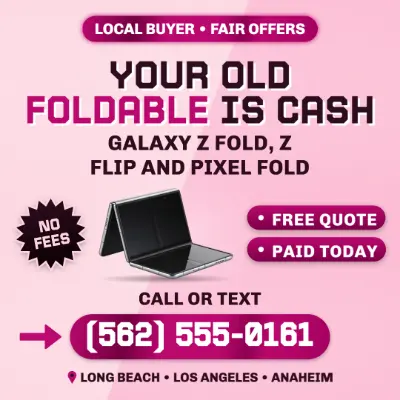 LOCAL BUYER • FAIR OFFERS
YOUR OLD
FOLDABLE IS CASH
GALAXY Z FOLD, Z
FLIP AND PIXEL FOLD
NO
FEES
• FREE QUOTE
• PAID TODAY
CALL OR TEXT
(562) 555-0161
LONG BEACH • LOS ANGELES • ANAHEIM